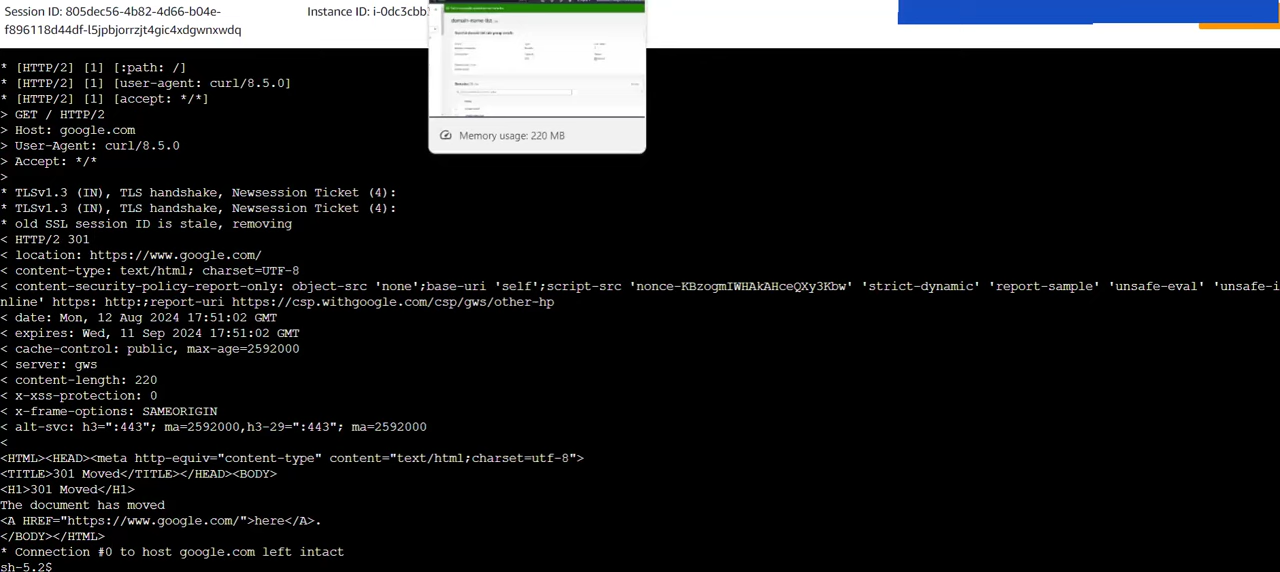 Session ID: 805dec56-4b82-4d66-b04e-
f896118d44df-l5jpbjorrzjt4gic4xdgwnxwdq
Instance ID: i-0dc3cbb
Memory usage: 220 MB
* [HTTP/2] [1] [:path: /]
* [HTTP/2] [1] [user-agent: curl/8.5.0]
* [HTTP/2] [1] [accept: */*]
> GET / HTTP/2
> Host: google.com
> User-Agent: curl/8.5.0
> Accept: */*
>
* TLSv1.3 (IN), TLS handshake, Newsession Ticket (4):
* TLSv1.3 (IN), TLS handshake, Newsession Ticket (4):
* old SSL session ID is stale, removing
< HTTP/2 301
< location: https://www.google.com/
< content-type: text/html; charset=UTF-8
< content-security-policy-report-only: object-src 'none';base-uri 'self';script-src 'nonce-KBzogmIWHAkAHceQXy3Kbw' 'strict-dynamic' 'report-sample' 'unsafe-eval' 'unsafe-i
nline' https: http:;report-uri https://csp.withgoogle.com/csp/gws/other-hp
< date: Mon, 12 Aug 2024 17:51:02 GMT
< expires: Wed, 11 Sep 2024 17:51:02 GMT
< cache-control: public, max-age=2592000
< server: gws
< content-length: 220
< x-xss-protection: 0
< x-frame-options: SAMEORIGIN
< alt-svc: h3=":443"; ma=2592000,h3-29=":443"; ma=2592000
<
<HTML><HEAD><meta http-equiv="content-type" content="text/html;charset=utf-8">
<TITLE>301 Moved</TITLE></HEAD><BODY>
<H1>301 Moved</H1>
The document has moved
<A HREF="https://www.google.com/">here</A>.
</BODY></HTML>
* Connection #0 to host google.com left intact
sh-5.2$